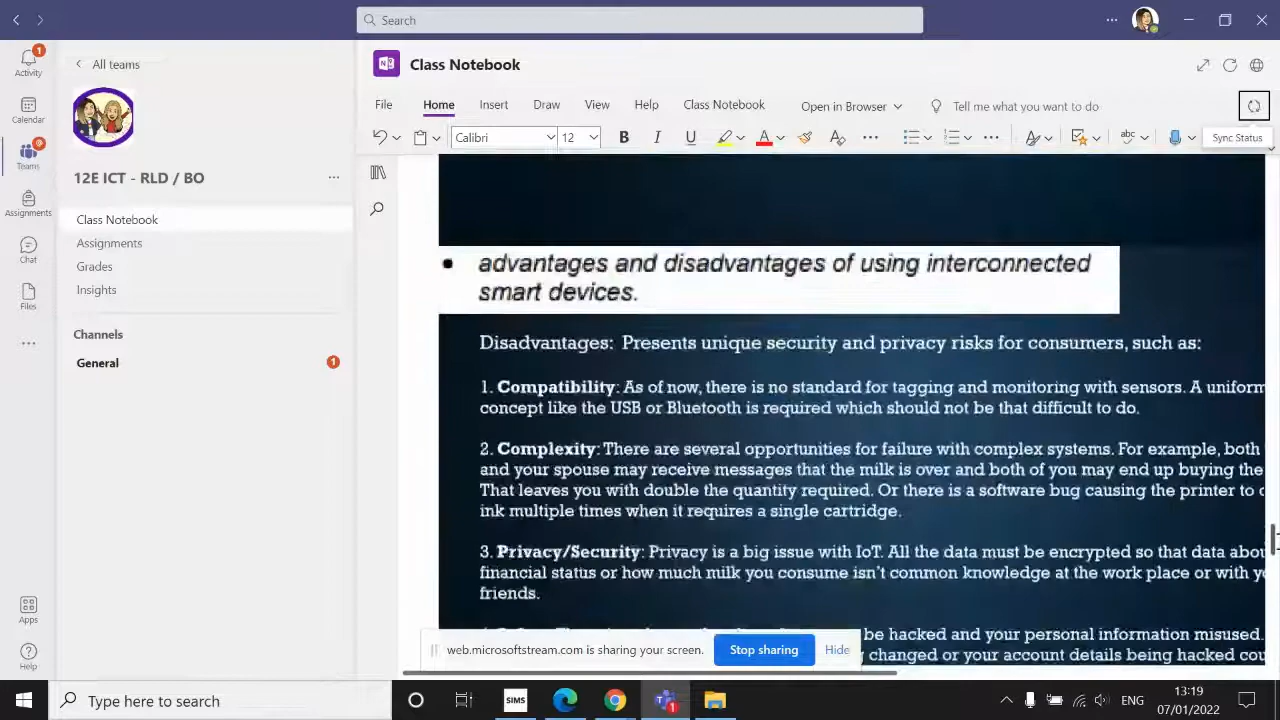 Search
1
Activity
All teams
Calendar
Teams
Assignments
Chat
Files
Apps
Help
12E ICT - RLD / BO
Class Notebook
Assignments
Grades
Insights
Channels
General
1
Class Notebook
File Home Insert Draw View Help Class Notebook Open in Browser Tell me what you want to do
Calibri 12 B I U A abc Sync Status
• advantages and disadvantages of using interconnected
smart devices.
Disadvantages: Presents unique security and privacy risks for consumers, such as:
1. Compatibility: As of now, there is no standard for tagging and monitoring with sensors. A uniform
concept like the USB or Bluetooth is required which should not be that difficult to do.
2. Complexity: There are several opportunities for failure with complex systems. For example, both
and your spouse may receive messages that the milk is over and both of you may end up buying the
That leaves you with double the quantity required. Or there is a software bug causing the printer to
ink multiple times when it requires a single cartridge.
3. Privacy/Security: Privacy is a big issue with IoT. All the data must be encrypted so that data
financial status or how much milk you consume isn't common knowledge at the work place or with
friends.
be hacked and your personal information misused.
changed or your account details being hacked
web.microsoftstream.com is sharing your screen. Stop sharing Hide
Type here to search
SIMS
1
ENG
13:19
07/01/2022